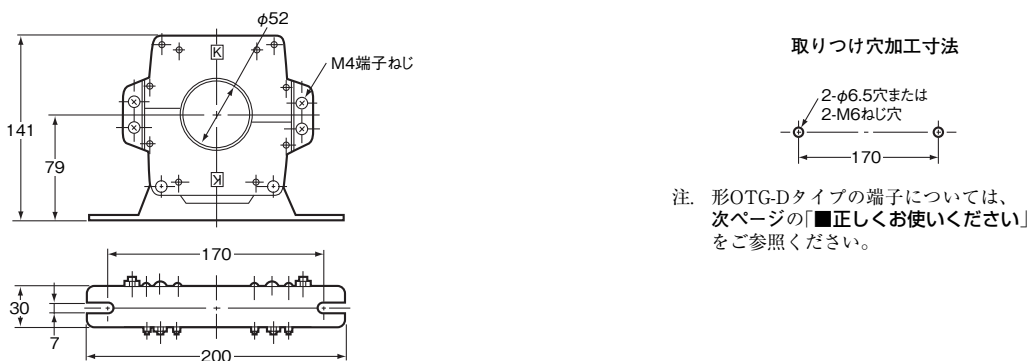 φ52
K
M4端子ねじ
141
79
K
170
30
7
200
取りつけ穴加工寸法
2-φ6.5穴または
2-M6ねじ穴
170
注. 形OTG-Dタイプの端子については、
次ページの｢■正しくお使いください｣
をご参照ください。